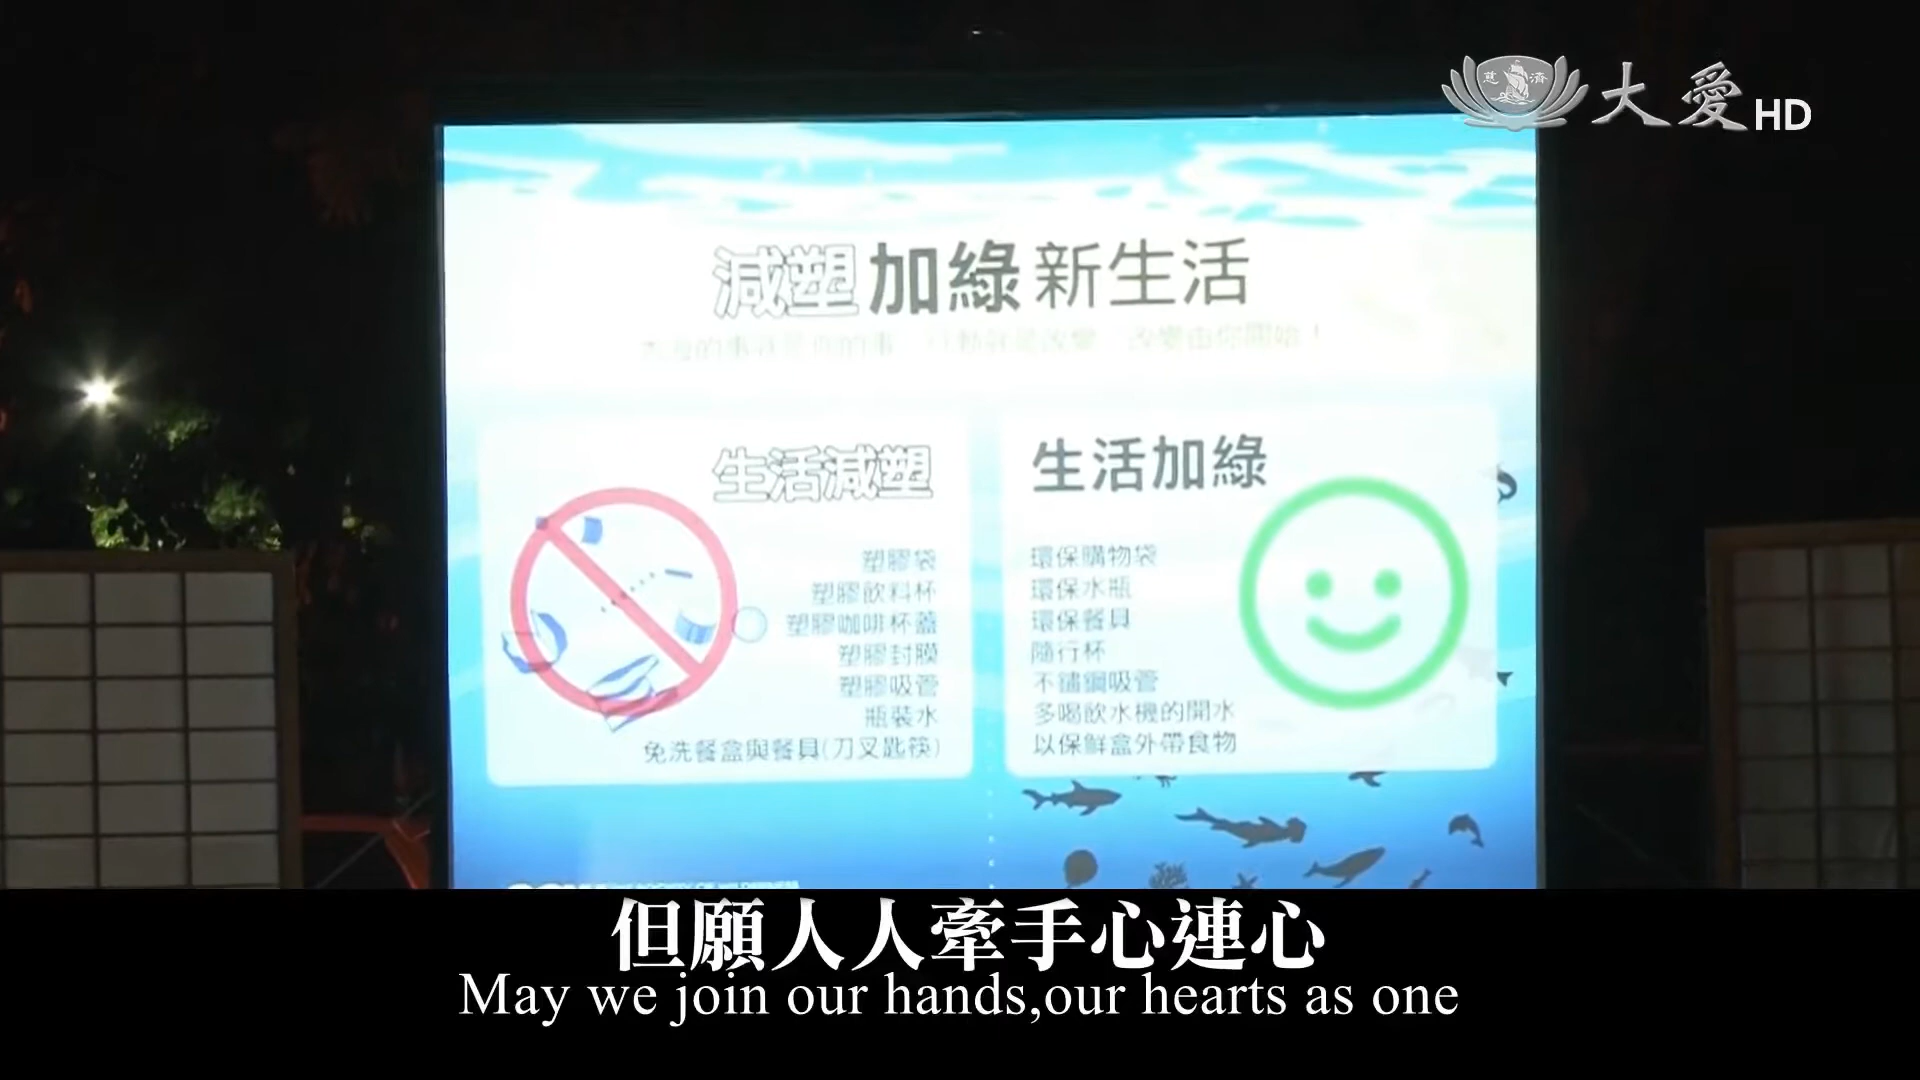 慈濟
大愛HD
減塑加綠新生活
生活減塑
塑膠袋
塑膠飲料杯
塑膠咖啡杯蓋
塑膠封膜
塑膠吸管
瓶裝水
免洗餐盒與餐具(刀叉匙筷)
生活加綠
環保購物袋
環保水瓶
環保餐具
隨行杯
不鏽鋼吸管
多喝飲水機的開水
以保鮮盒外帶食物
但願人人牽手心連心
May we join our hands,our hearts as one